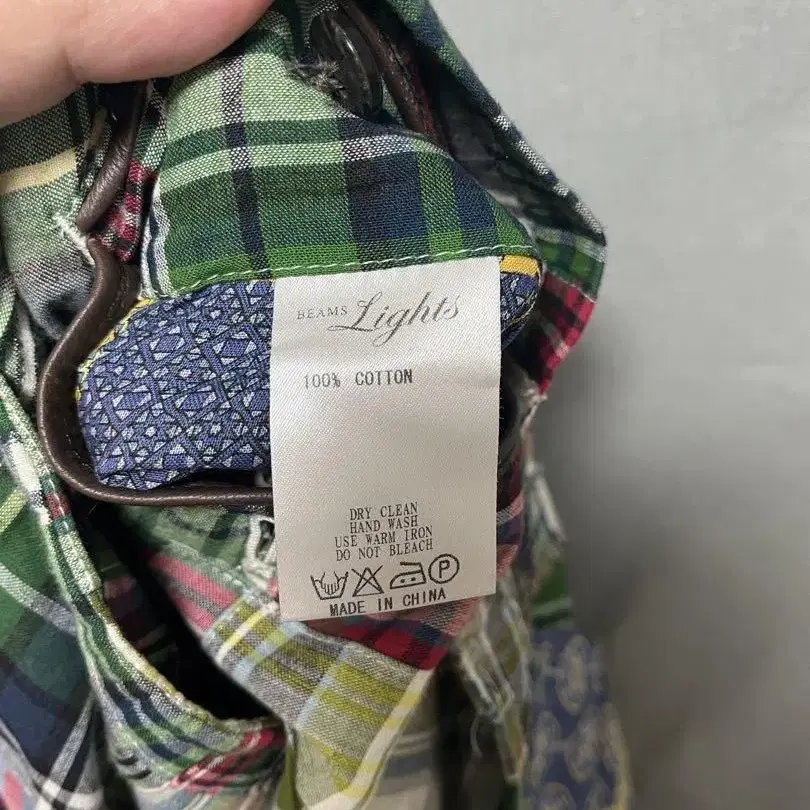 BEAMS Lights
100% COTTON
DRY CLEAN
HAND WASH
USE WARM IRON
DO NOT BLEACH
P
MADE IN CHINA